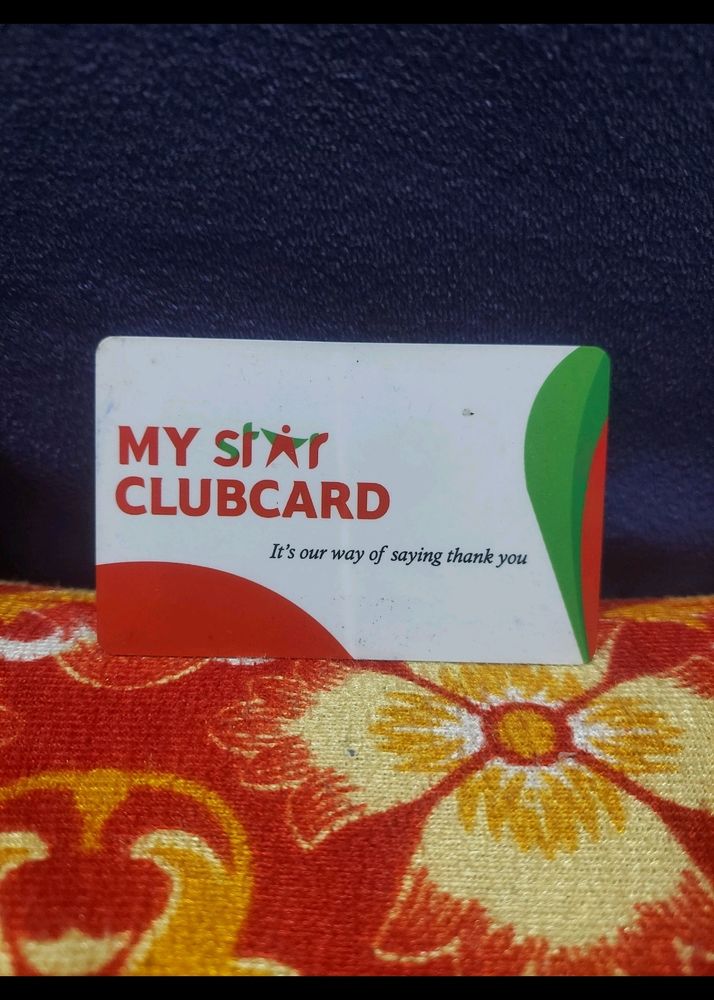 MY star
CLUBCARD
It's our way of saying thank you